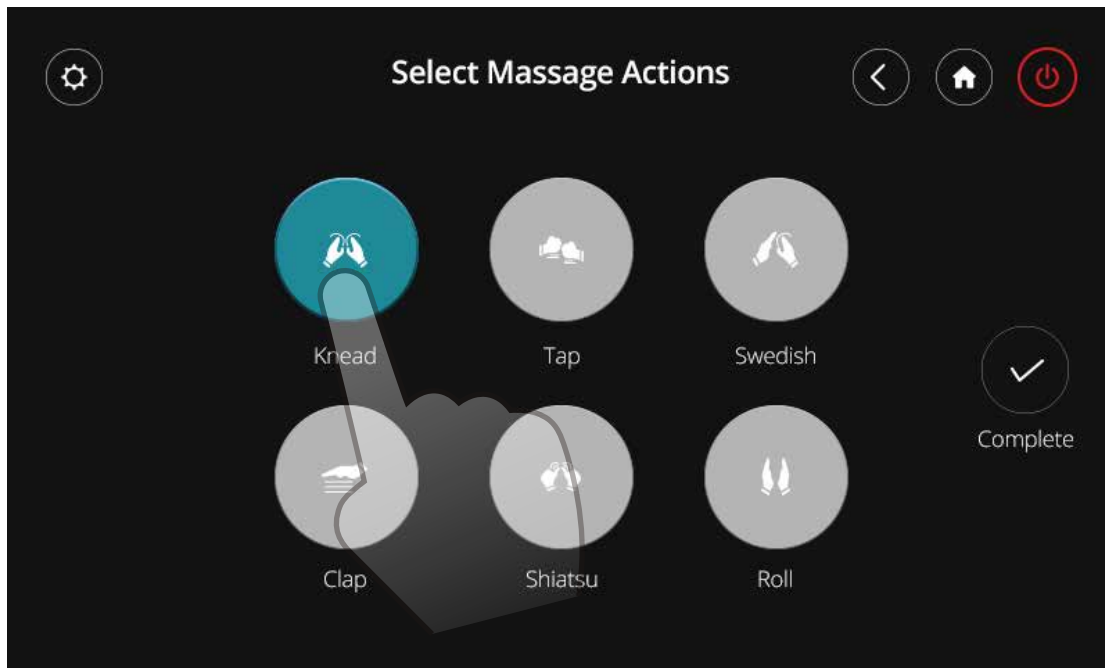 Select Massage Actions
Knead
Tap
Swedish
Complete
Clap
Shiatsu
Roll